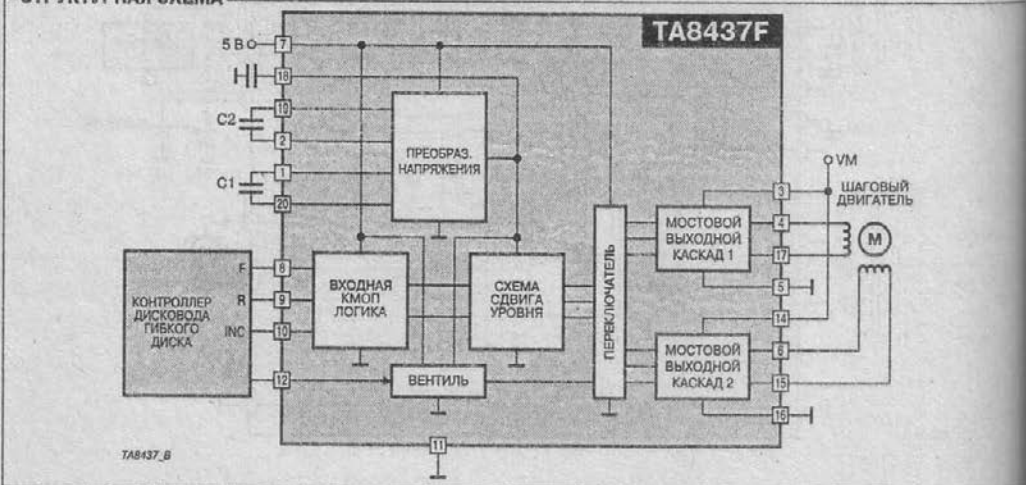 СТРУКТУРНАЯ СХЕМА
TA8437F
5 В
7
18
19
C2
2
1
C1
20
ПРЕОБРАЗ.
НАПРЯЖЕНИЯ
VM
3
ШАГОВЫЙ
ДВИГАТЕЛЬ
4
M
17
5
14
6
15
16
МОСТОВОЙ
ВЫХОДНОЙ
КАСКАД 1
МОСТОВОЙ
ВЫХОДНОЙ
КАСКАД 2
ПЕРЕКЛЮЧАТЕЛЬ
КОНТРОЛЛЕР
ДИСКОВОДА
ГИБКОГО
ДИСКА
F
R
INC
8
9
10
12
ВХОДНАЯ
КМОП
ЛОГИКА
СХЕМА
СДВИГА
УРОВНЯ
ВЕНТИЛЬ
11
TA8437_B